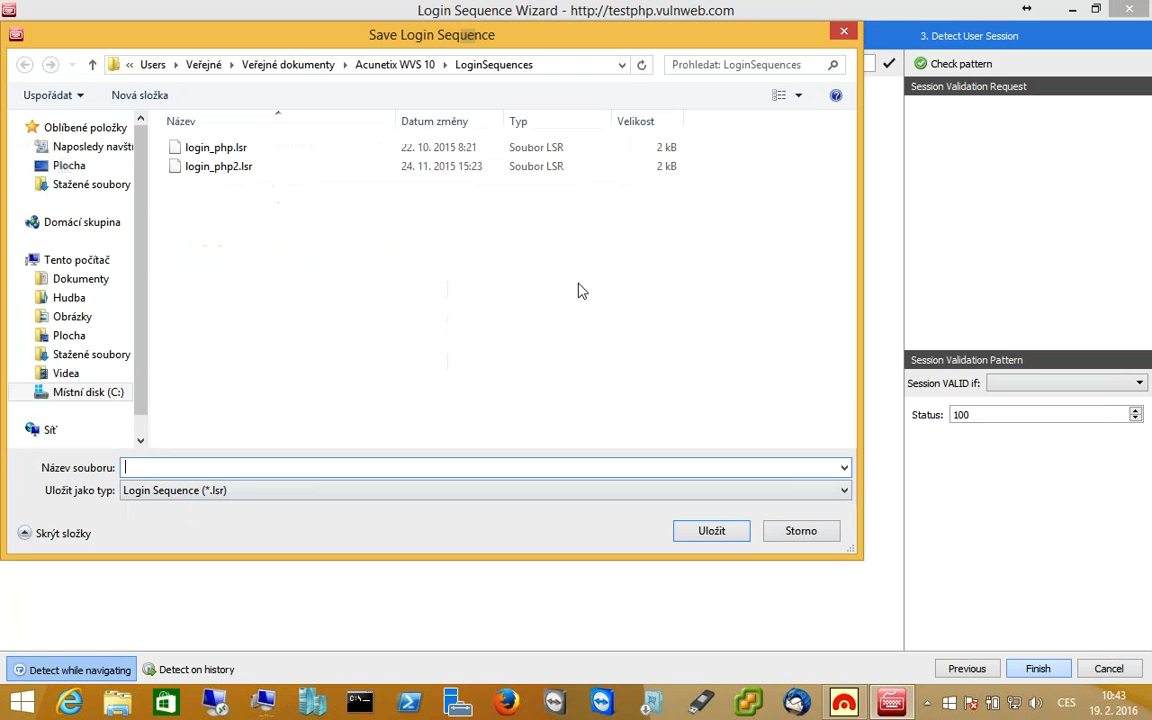 Login Sequence Wizard - http://testphp.vulnweb.com
Save Login Sequence
3. Detect User Session
« Users Veřejné Veřejné dokumenty Acunetix WVS 10 LoginSequences
Prohledat: LoginSequences
Check pattern
Session Validation Request
Uspořádat
Nová složka
Název Datum změny Typ Velikost
login_php.lsr 22. 10. 2015 8:21 Soubor LSR 2 kB
login_php2.lsr 24. 11. 2015 15:23 Soubor LSR 2 kB
Oblíbené položky
Naposledy navšti
Plocha
Stažené soubory
Domácí skupina
Tento počítač
Dokumenty
Hudba
Obrázky
Plocha
Stažené soubory
Videa
Místní disk (C:)
Síť
Session Validation Pattern
Session VALID if:
Status: 100
Název souboru:
Uložit jako typ: Login Sequence (*.lsr)
Skrýt složky
Uložit
Storno
Detect while navigating
Detect on history
Previous
Finish
Cancel
CES
10:43
19. 2. 2016